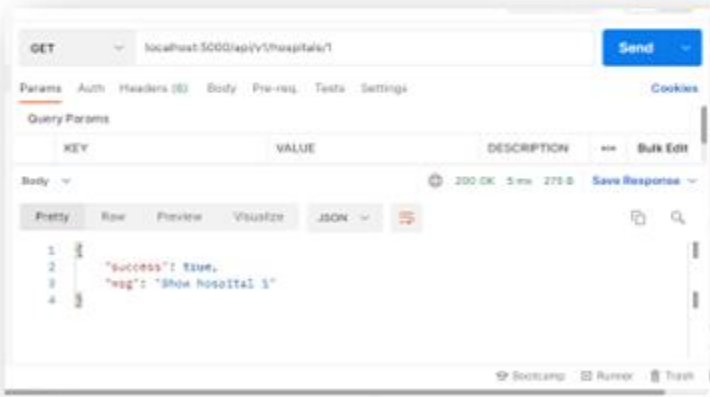 GET localhost:5000/api/v1/hospitals/1 Send
Params Auth Headers (6) Body Pre-req. Tests Settings Cookies
Query Params
KEY VALUE DESCRIPTION Bulk Edit
Body 200 OK 5 ms 275 B Save Response
Pretty Raw Preview Visualize JSON
1 {
2 "success": true,
3 "msg": "Show hospital 1"
4 }
Bootcamp Runner Trash